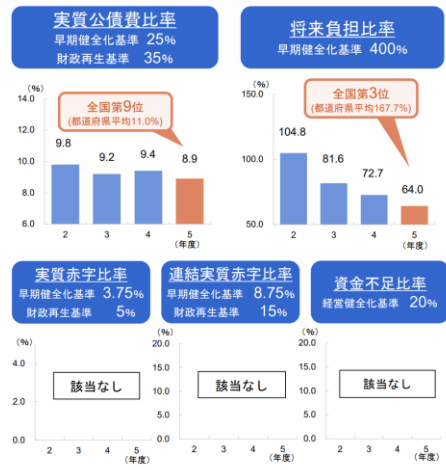 実質公債費比率
早期健全化基準 25%
財政再生基準 35%
(%)
14.0
12.0
10.0
8.0
6.0
全国第9位
(都道府県平均11.0%)
9.8
9.2
9.4
8.9
2 3 4 5
(年度)
将来負担比率
早期健全化基準 400%
(%)
150.0
100.0
50.0
全国第3位
(都道府県平均167.7%)
104.8
81.6
72.7
64.0
2 3 4 5
(年度)
実質赤字比率
早期健全化基準 3.75%
財政再生基準 5%
(%)
4.0
2.0
0.0
該当なし
2 3 4 5
(年度)
連結実質赤字比率
早期健全化基準 8.75%
財政再生基準 15%
(%)
20.0
15.0
10.0
5.0
0.0
該当なし
2 3 4 5
(年度)
資金不足比率
経営健全化基準 20%
(%)
20.0
15.0
10.0
5.0
0.0
該当なし
2 3 4 5
(年度)